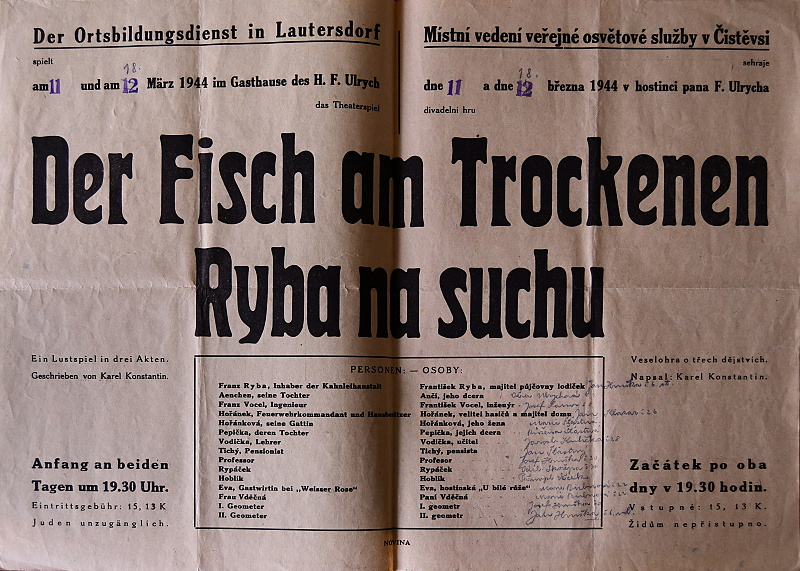 Der Ortsbildungsdienst in Lautersdorf
spielt
18.
am 11 und am 12 März 1944 im Gasthause des H. F. Ulrych
das Theaterspiel
Místní vedení veřejné osvětové služby v Čistěvsi
sehraje
18.
dne 11 a dne 12 března 1944 v hostinci pana F. Ulrycha
divadelní hru
Der Fisch am Trockenen
Ryba na suchu
Ein Lustspiel in drei Akten.
Geschrieben von Karel Konstantin.
Anfang an beiden
Tagen um 19.30 Uhr.
Eintrittsgebühr: 15, 13 K
Juden unzugänglich.
PERSONEN: — OSOBY:
Franz Ryba, Inhaber der Kahnleihanstalt
Aenchen, seine Tochter
Franz Vocel, Ingenieur
Hořánek, Feuerwehrkommandant und Hausbesitzer
Hořánková, seine Gattin
Pepička, deren Tochter
Vodička, Lehrer
Tichý, Pensionist
Professor
Rypáček
Hoblík
Eva, Gastwirtin bei „Weisser Rose"
Frau Vděčná
I. Geometer
II. Geometer
František Ryba, majitel půjčovny lodiček
Anči, jeho dcera
František Vocel, inženýr
Hořánek, velitel hasičů a majitel domu
Hořánková, jeho žena
Pepička, jejich dcera
Vodička, učitel
Tichý, pensista
Profesor
Rypáček
Hoblík
Eva, hostinská „U bílé růže"
Paní Vděčná
I. geometr
II. geometr
Veselohra o třech dějstvích.
Napsal: Karel Konstantin.
Začátek po oba
dny v 19.30 hodin.
Vstupné: 15, 13 K.
Židům nepřístupno.
NOVINA